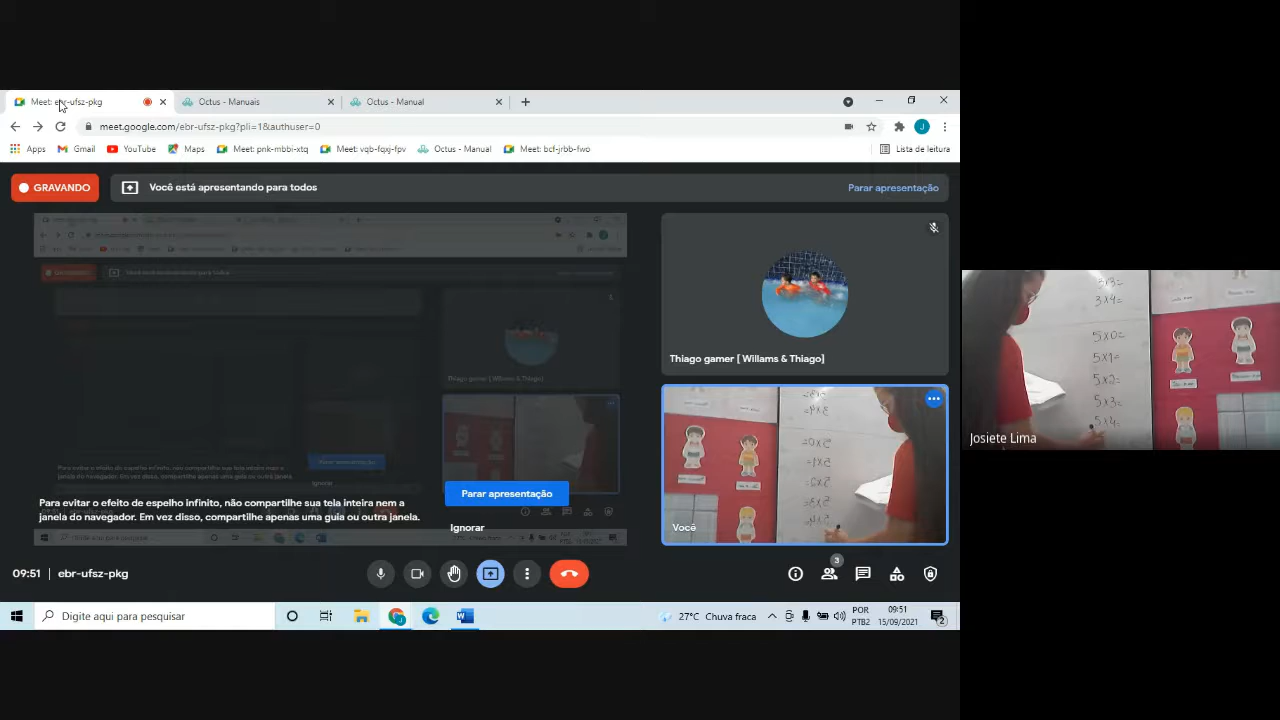 Meet: ebr-ufsz-pkg
Octus - Manuais
Octus - Manual
meet.google.com/ebr-ufsz-pkg?pli=1&authuser=0
Apps
Gmail
YouTube
Maps
Meet: pnk-mbbi-xtq
Meet: vqb-fqxj-fpv
Octus - Manual
Meet: bcf-jrbb-fwo
Lista de leitura
GRAVANDO
Você está apresentando para todos
Parar apresentação
Thiago gamer [ Willams & Thiago]
Para evitar o efeito de espelho infinito, não compartilhe sua tela inteira nem a
janela do navegador. Em vez disso, compartilhe apenas uma guia ou outra janela.
Parar apresentação
Ignorar
Você
3x3=
3x4=
5x0=
5x1=
5x2=
5x3=
5x4=
Josiete Lima
09:51 | ebr-ufsz-pkg
3
Digite aqui para pesquisar
27°C Chuva fraca
POR
PTB2
09:51
15/09/2021
2